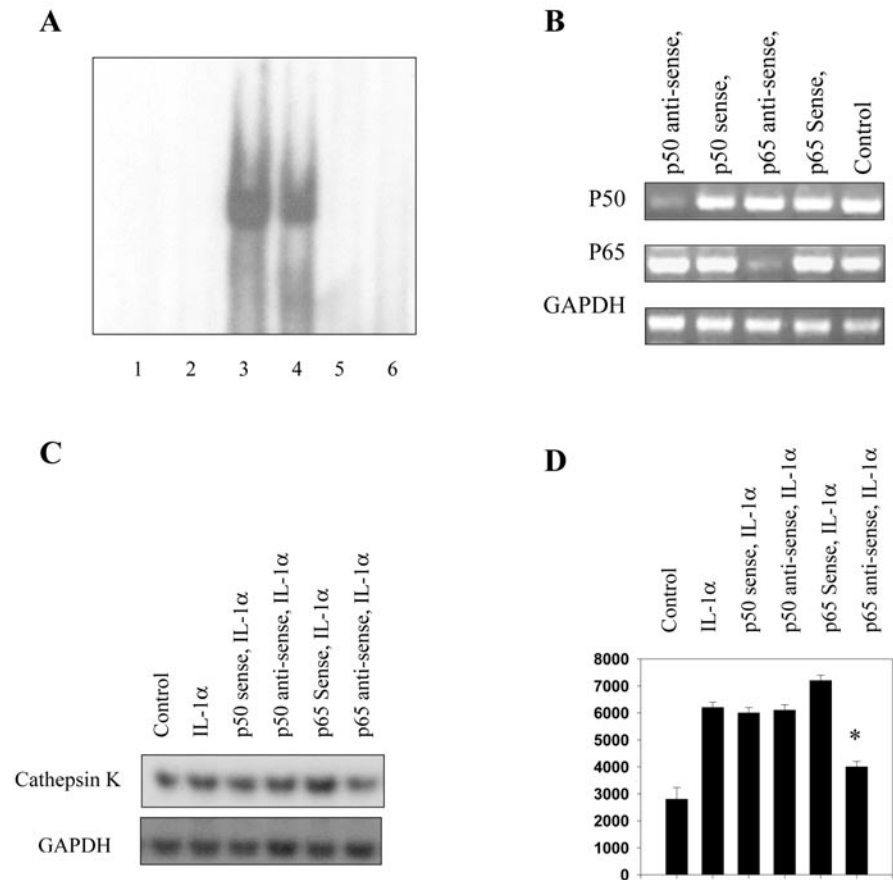 A
1 2 3 4 5 6
B
p50 anti-sense,
p50 sense,
p65 anti-sense,
p65 Sense,
Control
P50
P65
GAPDH
C
Control
IL-1α
p50 sense, IL-1α
p50 anti-sense, IL-1α
p65 Sense, IL-1α
p65 anti-sense, IL-1α
Cathepsin K
GAPDH
D
Control
IL-1α
p50 sense, IL-1α
p50 anti-sense, IL-1α
p65 Sense, IL-1α
p65 anti-sense, IL-1α
8000
7000
6000
5000
4000
3000
2000
1000
0
*